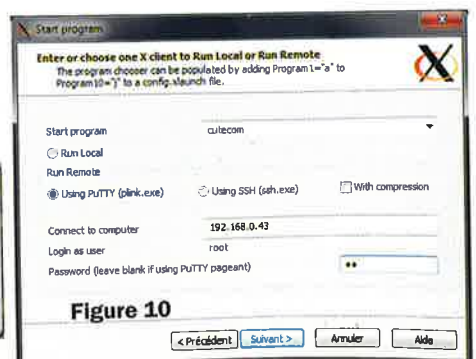 Start program
Enter or choose one X client to Run Local or Run Remote
The program chooser can be populated by adding Program1="a" to
Program10="j" to a config.xlaunch file.
Start program cutecom
Run Local
Run Remote
Using PuTTY (plink.exe) Using SSH (ssh.exe) With compression
Connect to computer 192.168.0.43
Login as user root
Password (leave blank if using PuTTY pageant) ••
Figure 10
< Précédent Suivant > Annuler Aide